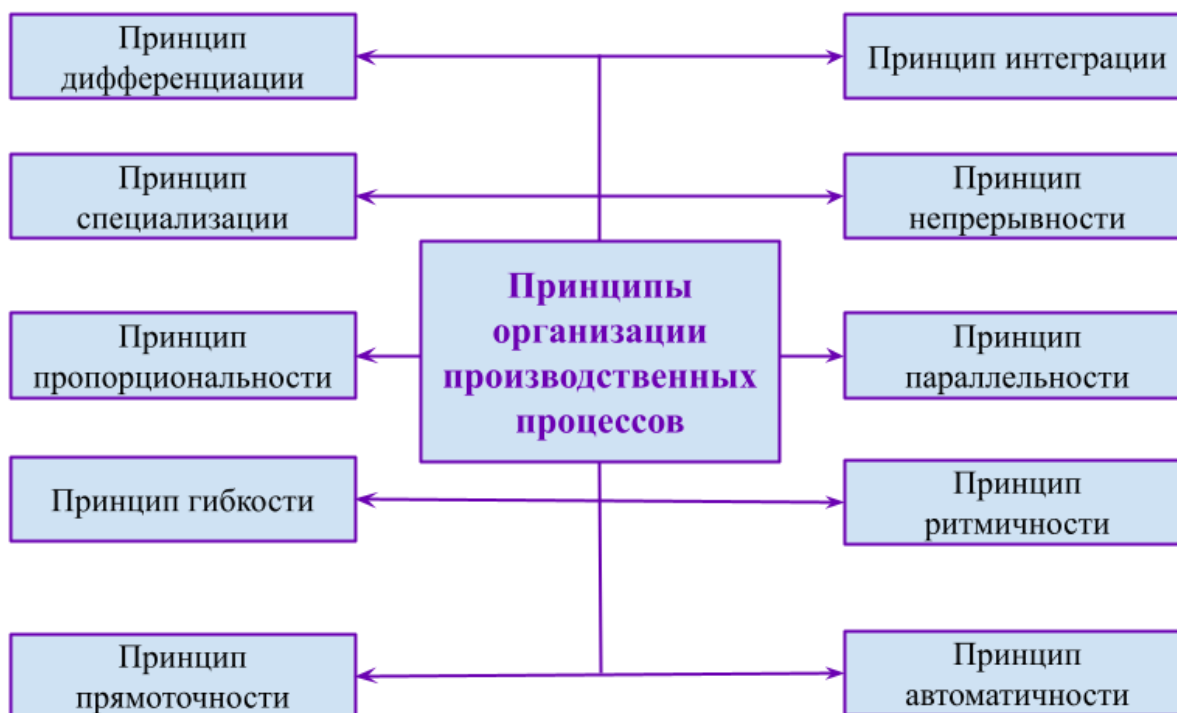 Принцип
дифференциации
Принцип интеграции
Принцип
специализации
Принцип
непрерывности
Принципы
организации
производственных
процессов
Принцип
пропорциональности
Принцип
параллельности
Принцип гибкости
Принцип
ритмичности
Принцип
прямоточности
Принцип
автоматичности